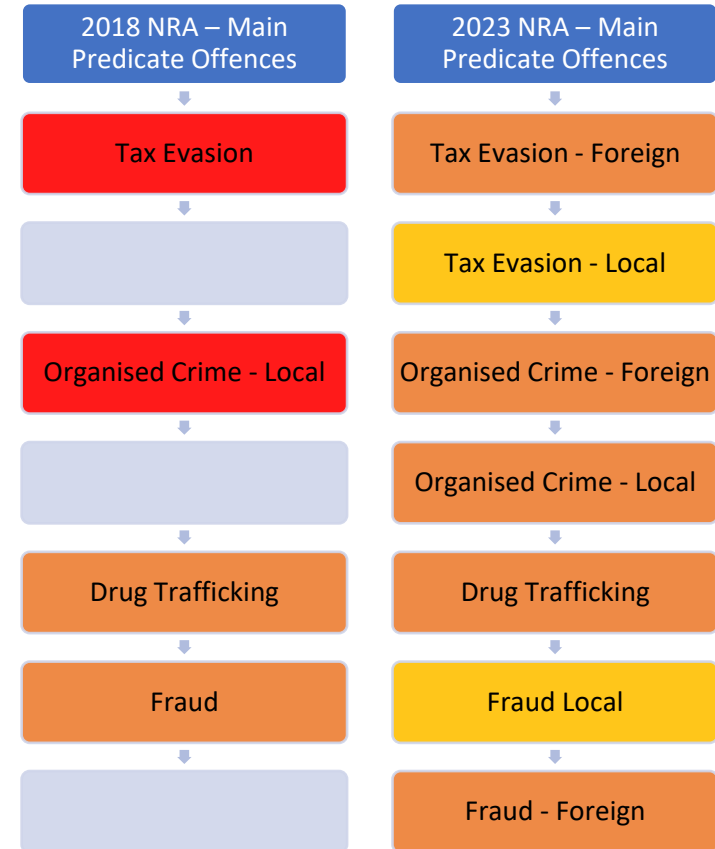 2018 NRA – Main
Predicate Offences
Tax Evasion
Organised Crime - Local
Drug Trafficking
Fraud
2023 NRA – Main
Predicate Offences
Tax Evasion - Foreign
Tax Evasion - Local
Organised Crime - Foreign
Organised Crime - Local
Drug Trafficking
Fraud Local
Fraud - Foreign